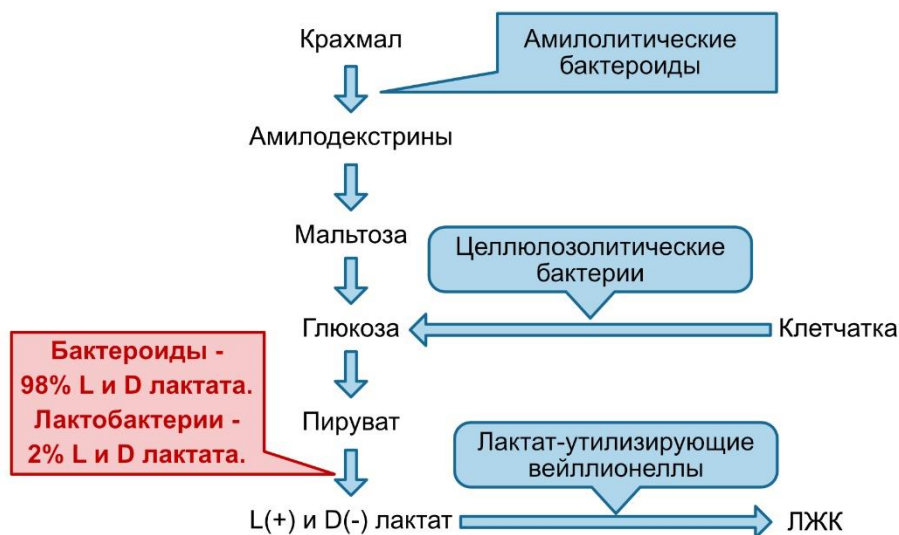 Крахмал
Амилолитические
бактероиды
Амилодекстрины
Мальтоза
Целлюлозолитические
бактерии
Глюкоза
Клетчатка
Бактероиды -
98% L и D лактата.
Лактобактерии -
2% L и D лактата.
Пируват
Лактат-утилизирующие
вейллионеллы
L(+) и D(-) лактат
ЛЖК